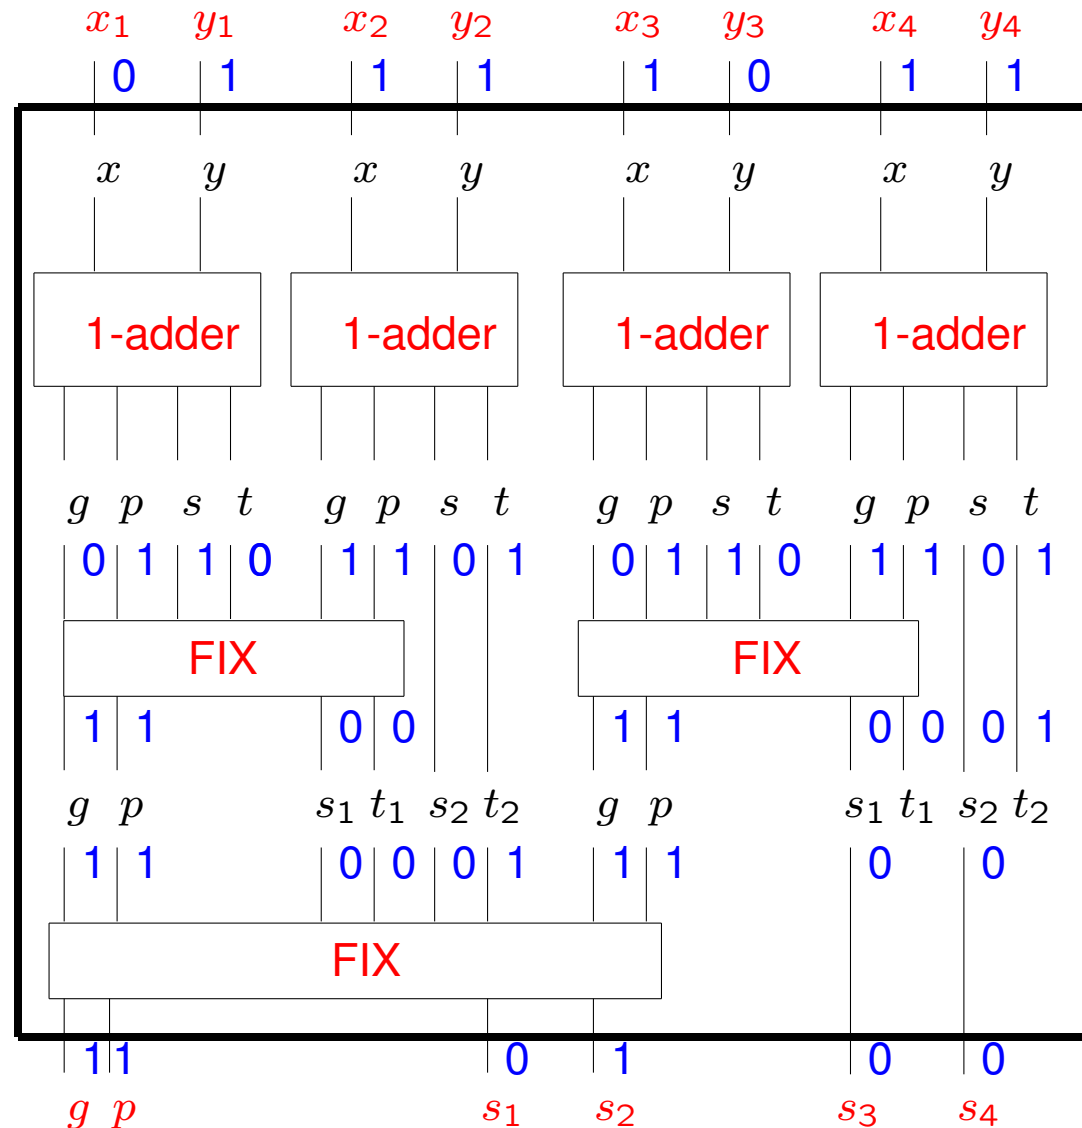 x₁ y₁ x₂ y₂ x₃ y₃ x₄ y₄
0 1 1 1 1 0 1 1
x y x y x y x y
1-adder 1-adder 1-adder 1-adder
g p s t g p s t g p s t g p s t
0 1 1 0 1 1 0 1 0 1 1 0 1 1 0 1
FIX FIX
1 1 0 0 1 1 0 0 0 1
g p s₁ t₁ s₂ t₂ g p s₁ t₁ s₂ t₂
1 1 0 0 0 1 1 1 0 0
FIX
1 1 0 1 0 0
g p s₁ s₂ s₃ s₄